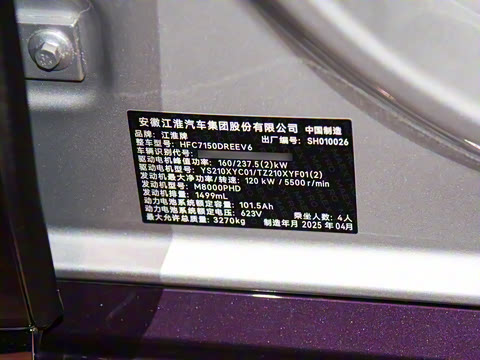 安徽江淮汽车集团股份有限公司 中国制造
品牌: 江淮牌 出厂编号: SH010026
整车型号: HFC7150DREEV6
车辆识别代号:
驱动电机峰值功率: 160/237.5(2)kW
驱动电机型号: YS210XYC01/TZ210XYF01(2)
发动机最大净功率/转速: 120 kW / 5500 r/min
发动机型号: M8000PHD
发动机排量: 1499mL
动力电池系统额定容量: 101.5Ah
动力电池系统额定电压: 623V 乘坐人数: 4人
最大允许总质量: 3270kg 制造年月 2025 年 04月